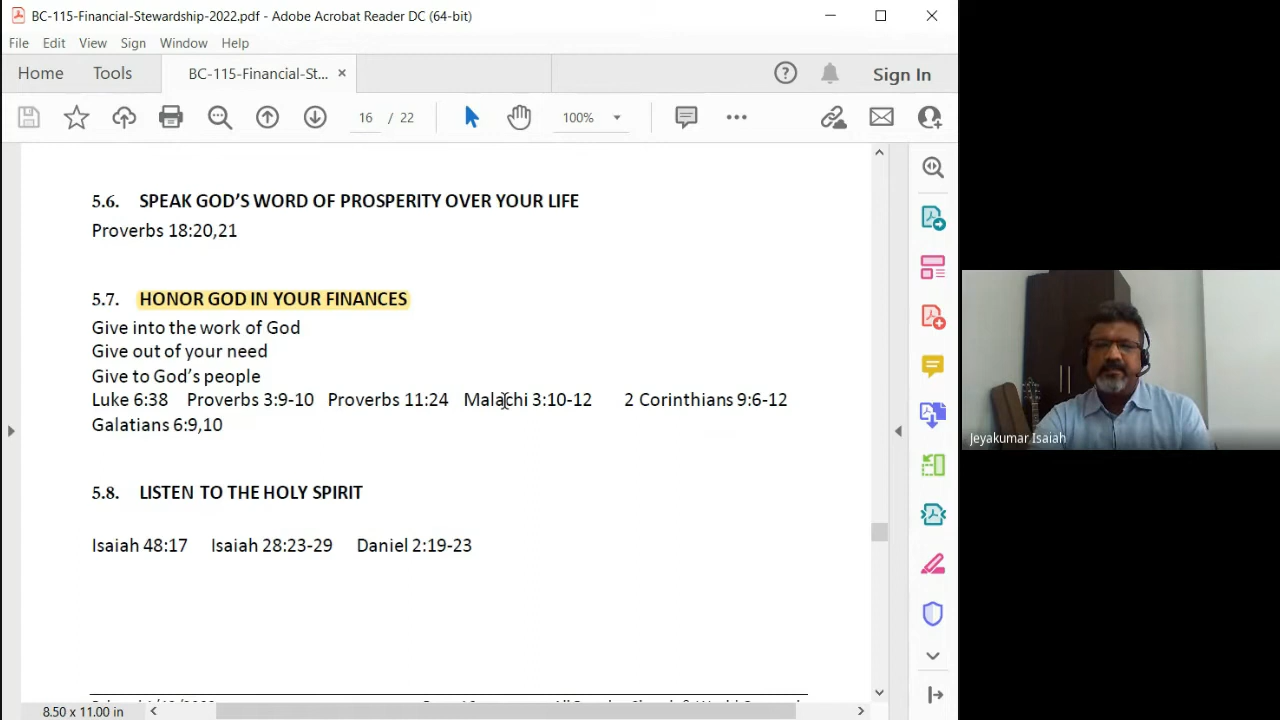 BC-115-Financial-Stewardship-2022.pdf - Adobe Acrobat Reader DC (64-bit)
File Edit View Sign Window Help
Home Tools BC-115-Financial-St... × Sign In
16 / 22 100%
5.6. SPEAK GOD'S WORD OF PROSPERITY OVER YOUR LIFE
Proverbs 18:20,21
5.7. HONOR GOD IN YOUR FINANCES
Give into the work of God
Give out of your need
Give to God's people
Luke 6:38 Proverbs 3:9-10 Proverbs 11:24 Malachi 3:10-12 2 Corinthians 9:6-12
Galatians 6:9,10
5.8. LISTEN TO THE HOLY SPIRIT
Isaiah 48:17 Isaiah 28:23-29 Daniel 2:19-23
8.50 x 11.00 in
Jeyakumar Isaiah